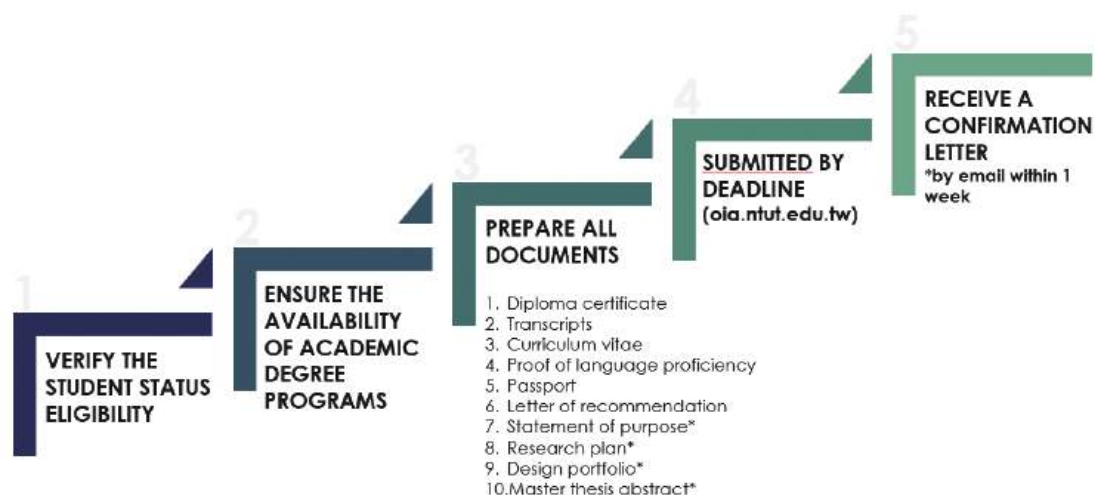 1
VERIFY THE
STUDENT STATUS
ELIGIBILITY
2
ENSURE THE
AVAILABILITY
OF ACADEMIC
DEGREE
PROGRAMS
3
PREPARE ALL
DOCUMENTS
1. Diploma certificate
2. Transcripts
3. Curriculum vitae
4. Proof of language proficiency
5. Passport
6. Letter of recommendation
7. Statement of purpose*
8. Research plan*
9. Design portfolio*
10.Master thesis abstract*
4
SUBMITTED BY
DEADLINE
(oia.ntut.edu.tw)
5
RECEIVE A
CONFIRMATION
LETTER
*by email within 1
week